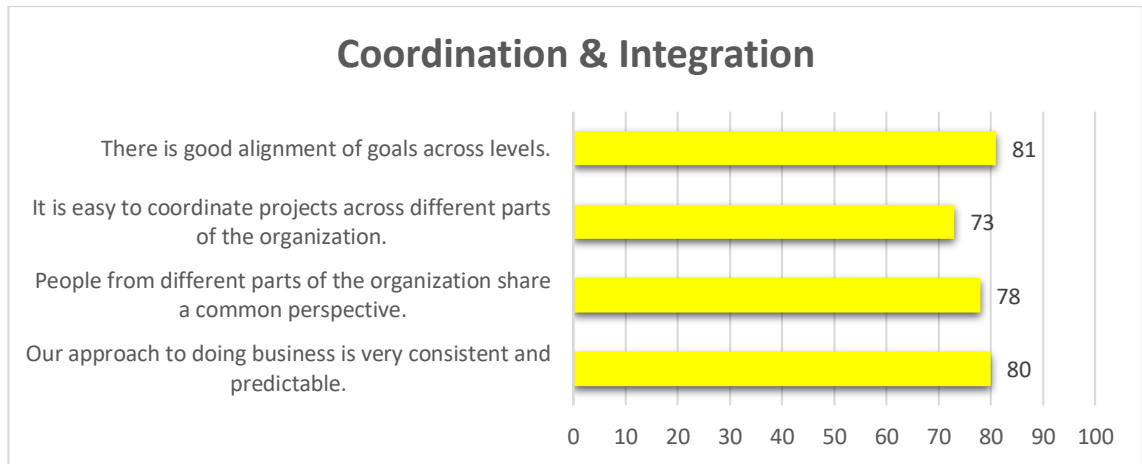 Coordination & Integration
There is good alignment of goals across levels.
81
It is easy to coordinate projects across different parts
of the organization.
73
People from different parts of the organization share
a common perspective.
78
Our approach to doing business is very consistent and
predictable.
80
0 10 20 30 40 50 60 70 80 90 100